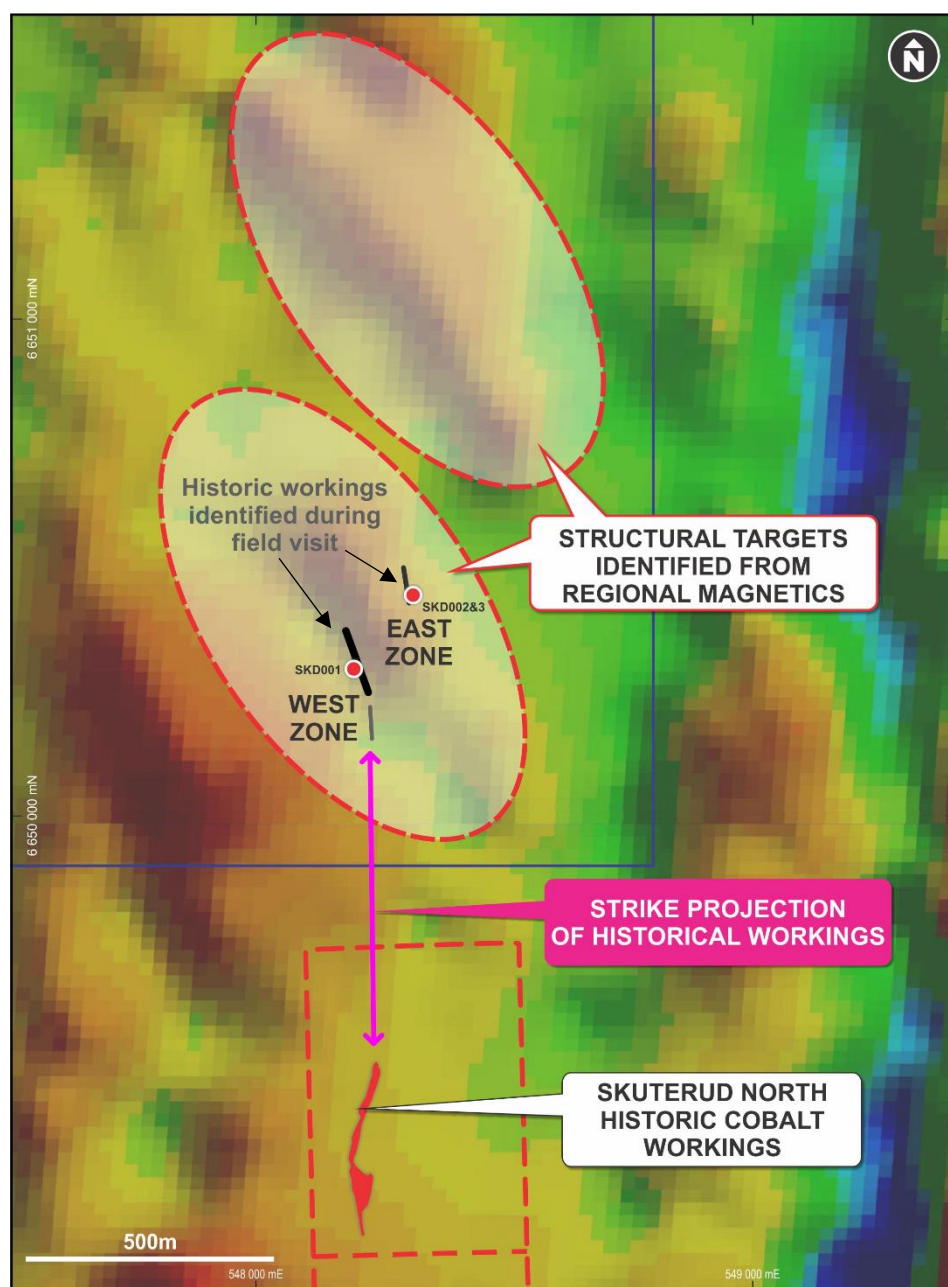 N
6 651 000 mN
Historic workings
identified during
field visit
STRUCTURAL TARGETS
IDENTIFIED FROM
REGIONAL MAGNETICS
SKD002&3
EAST
ZONE
SKD001
WEST
ZONE
6 650 000 mN
STRIKE PROJECTION
OF HISTORICAL WORKINGS
SKUTERUD NORTH
HISTORIC COBALT
WORKINGS
500m
548 000 mE
549 000 mE